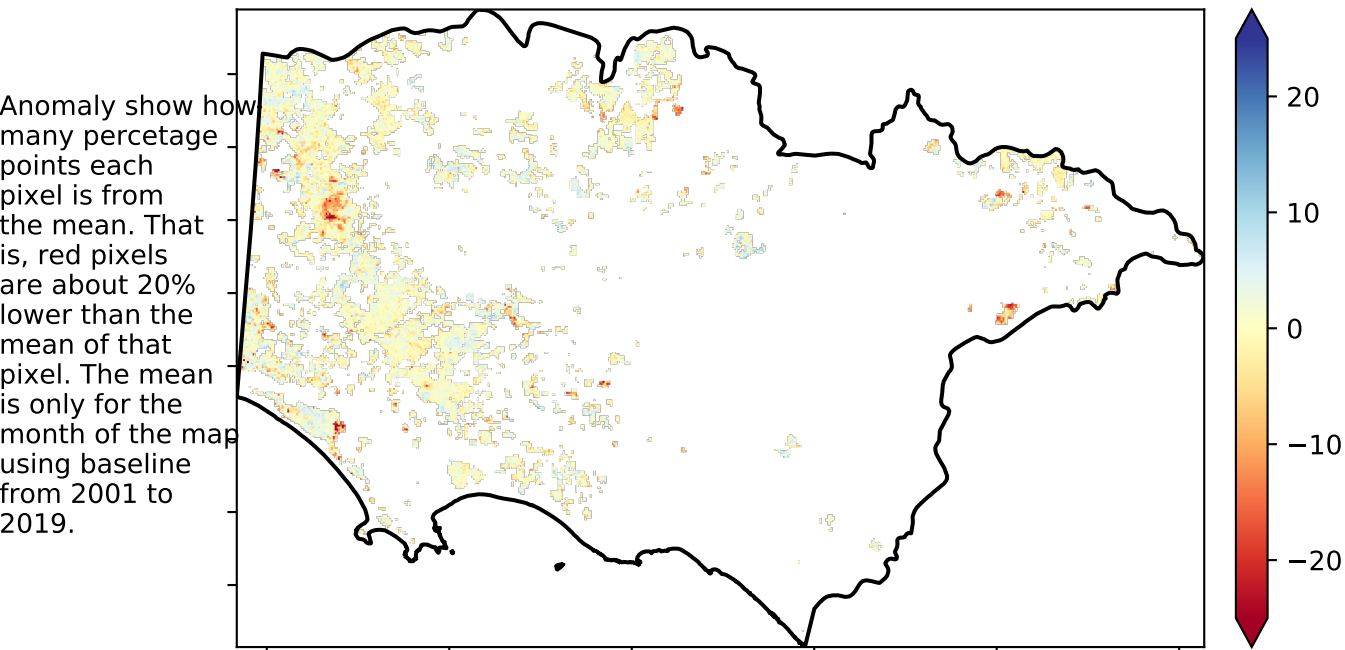 Anomaly show how
many percetage
points each
pixel is from
the mean. That
is, red pixels
are about 20%
lower than the
mean of that
pixel. The mean
is only for the
month of the map
using baseline
from 2001 to
2019.
20
10
0
−10
−20